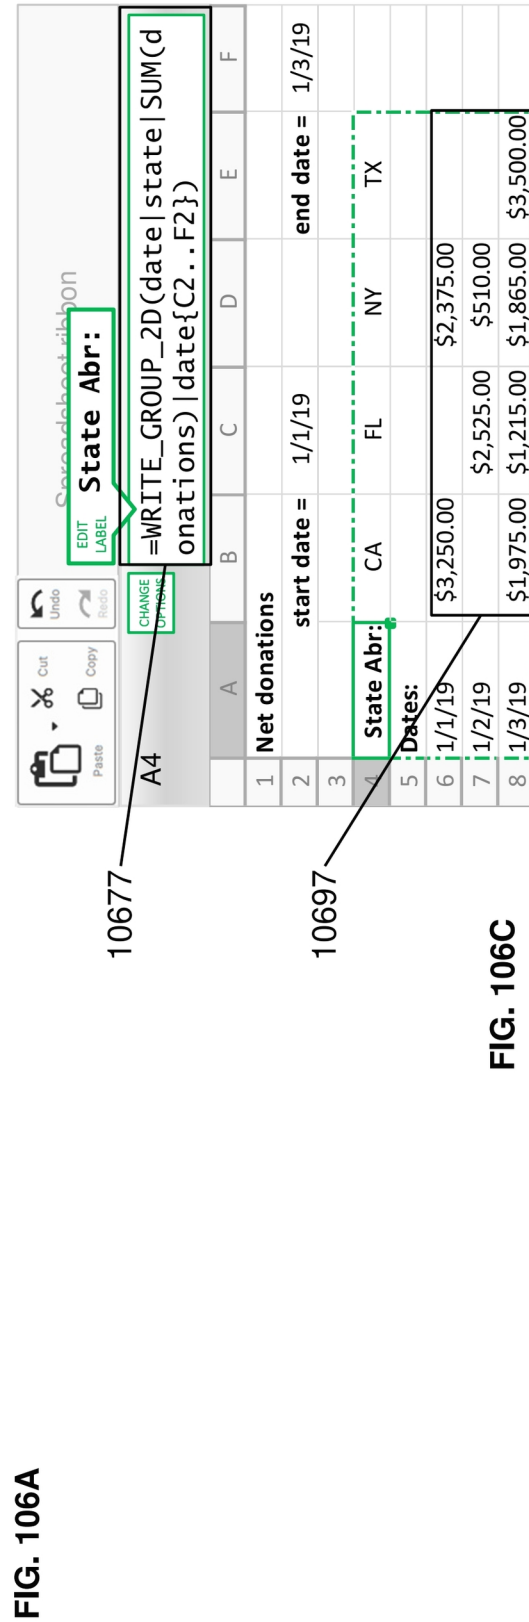 FIG. 106A
Spreadsheet ribbon
Cut
Copy
Paste
Undo
Redo
EDIT LABEL State Abr:
10677
A4
CHANGE OPTIONS
=WRITE_GROUP_2D(date|state|SUM(d
onations)|date{C2..F2})
A B C D E F
1 Net donations
2 start date = 1/1/19 end date = 1/3/19
3
10697
4 State Abr: CA FL NY TX
5 Dates:
6 1/1/19 $3,250.00 $2,375.00
7 1/2/19 $2,525.00 $510.00
8 1/3/19 $1,975.00 $1,215.00 $1,865.00 $3,500.00
FIG. 106C